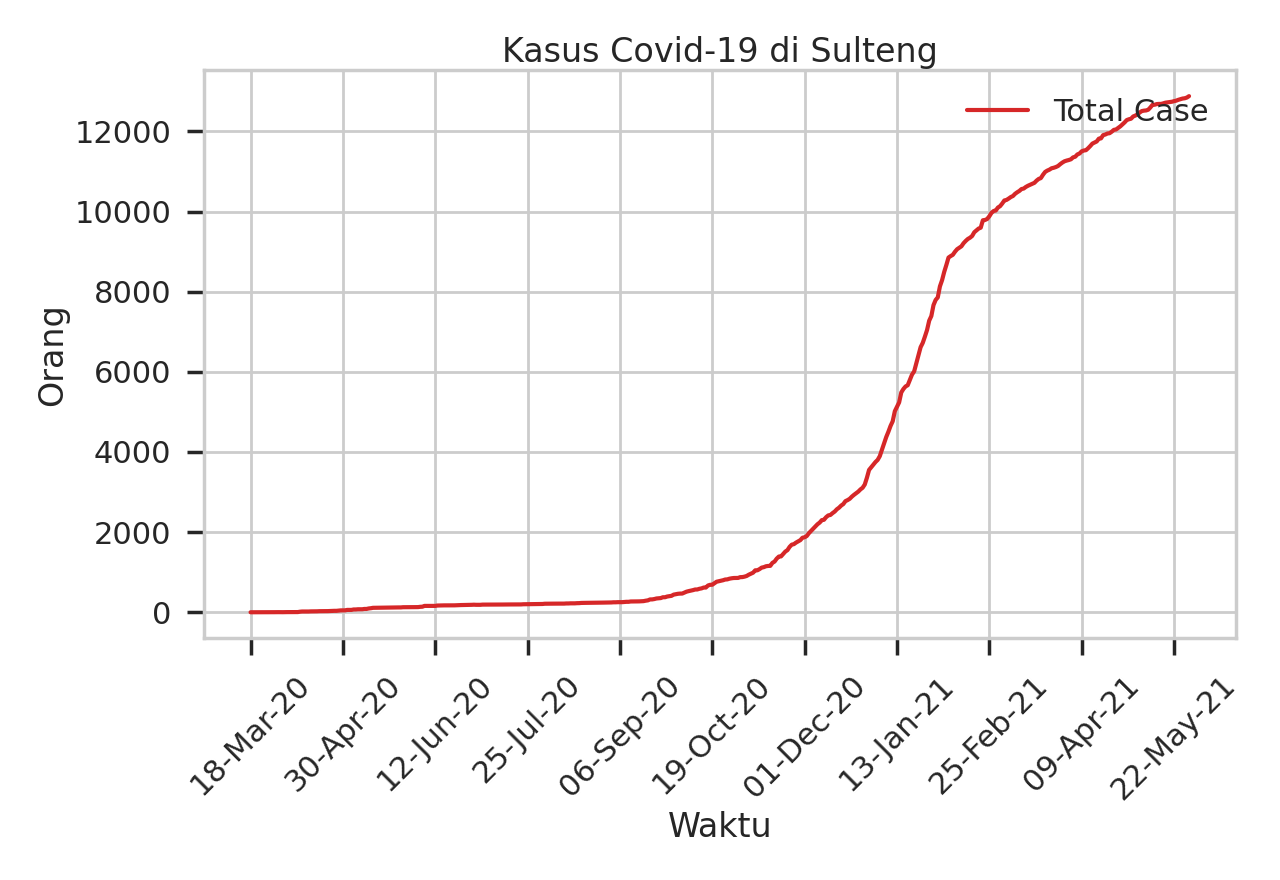 Kasus Covid-19 di Sulteng
Total Case
12000
10000
8000
6000
4000
2000
0
Orang
18-Mar-20
30-Apr-20
12-Jun-20
25-Jul-20
06-Sep-20
19-Oct-20
01-Dec-20
13-Jan-21
25-Feb-21
09-Apr-21
22-May-21
Waktu